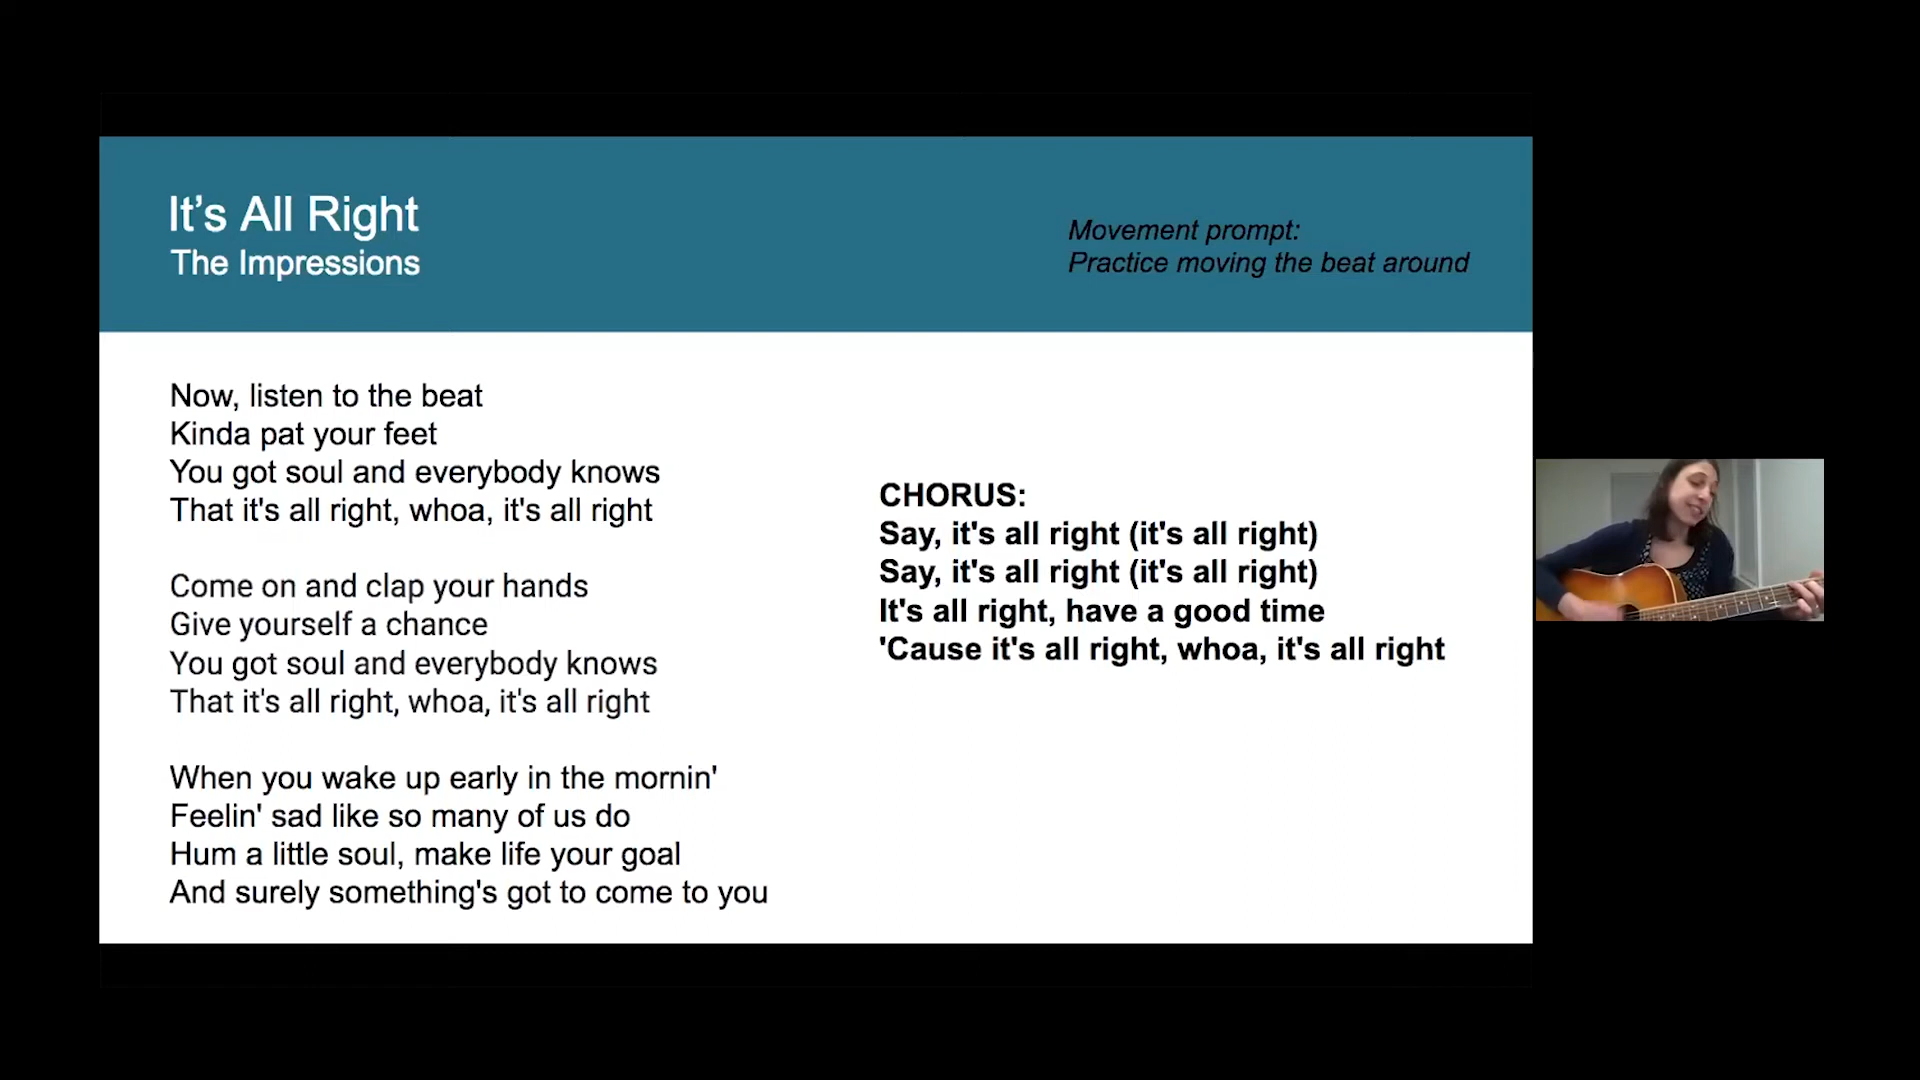 It’s All Right
The Impressions
Movement prompt:
Practice moving the beat around
Now, listen to the beat
Kinda pat your feet
You got soul and everybody knows
That it's all right, whoa, it's all right
Come on and clap your hands
Give yourself a chance
You got soul and everybody knows
That it's all right, whoa, it's all right
When you wake up early in the mornin'
Feelin' sad like so many of us do
Hum a little soul, make life your goal
And surely something's got to come to you
CHORUS:
Say, it's all right (it's all right)
Say, it's all right (it's all right)
It's all right, have a good time
'Cause it's all right, whoa, it's all right